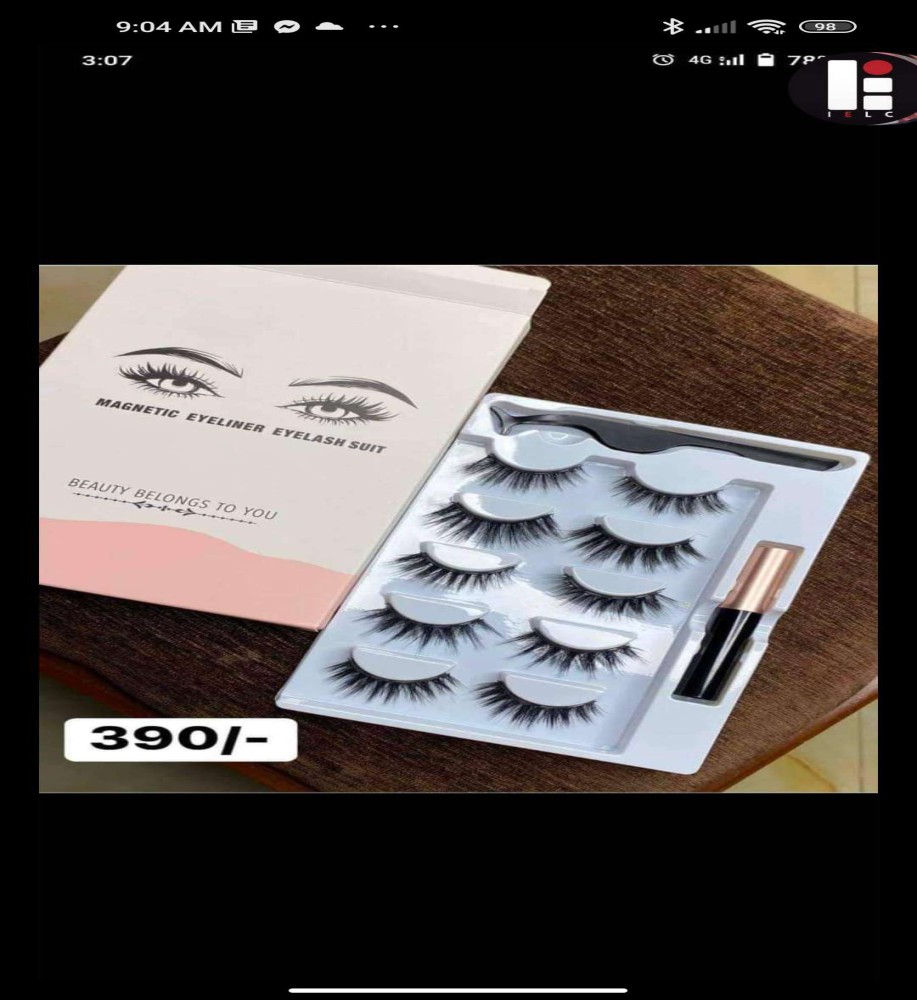 9:04 AM
98
3:07
4G
I E L C
MAGNETIC EYELINER EYELASH SUIT
BEAUTY BELONGS TO YOU
390/-